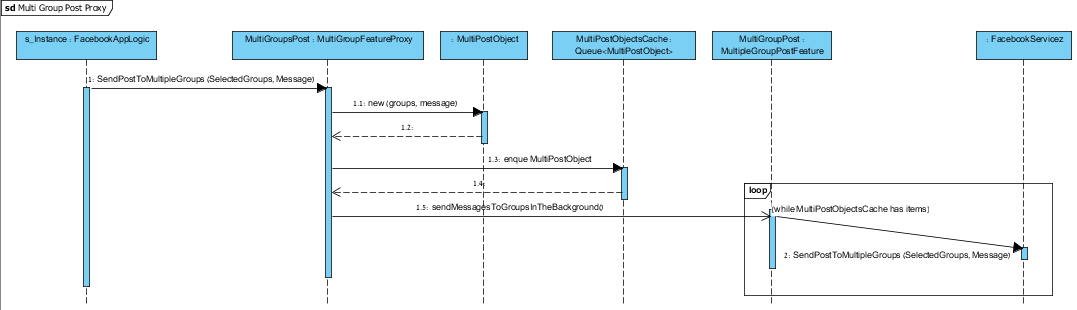 sd Multi Group Post Proxy
s_Instance : FacebookAppLogic
MultiGroupsPost : MultiGroupFeatureProxy
: MultiPostObject
MultiPostObjectsCache :
Queue<MultiPostObject>
MultiGroupPost :
MultipleGroupPostFeature
: FacebookServicez
1: SendPostToMultipleGroups (SelectedGroups, Message)
1.1: new (groups, message)
1.2:
1.3: enque MultiPostObject
1.4:
loop
1.5: sendMessagesToGroupsInTheBackground()
(while MultiPostObjectsCache has items)
2: SendPostToMultipleGroups (SelectedGroups, Message)